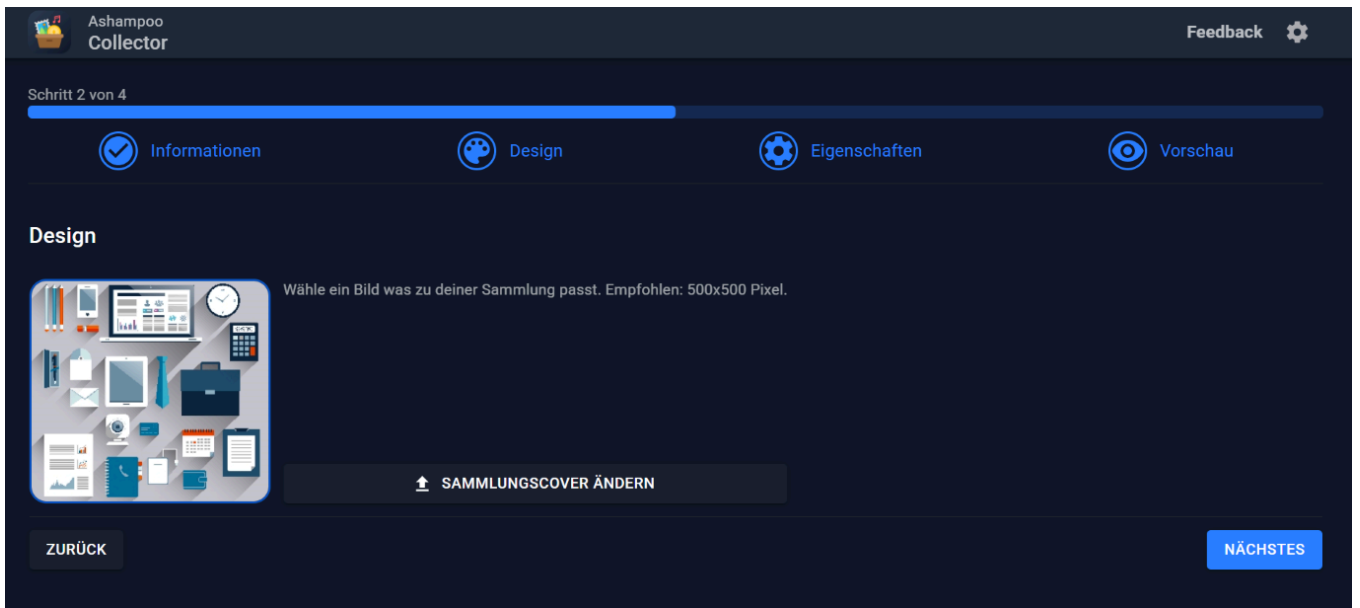 Ashampoo
Collector
Feedback
Schritt 2 von 4
Informationen
Design
Eigenschaften
Vorschau
Design
Wähle ein Bild was zu deiner Sammlung passt. Empfohlen: 500x500 Pixel.
SAMMLUNGSCOVER ÄNDERN
ZURÜCK
NÄCHSTES